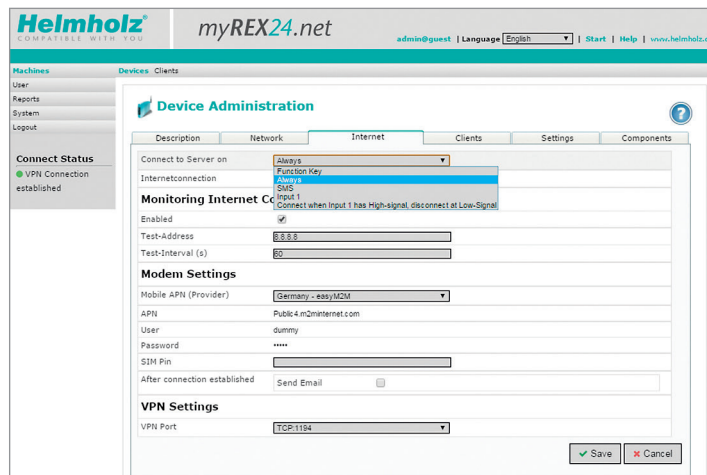 Helmholz®
COMPATIBLE WITH YOU
myREX24.net
admin@guest | Language English | Start | Help | www.helmholz.d
Machines
User
Reports
System
Logout
Connect Status
VPN Connection
established
Devices Clients
Device Administration
?
Description Network Internet Clients Settings Components
Connect to Server on Always
Function Key
Always
SMS
Input 1
Connect when Input 1 has High-signal, disconnect at Low-Signal
Internetconnection
Monitoring Internet Co
Enabled
Test-Address 8.8.8.8
Test-Interval (s) 60
Modem Settings
Mobile APN (Provider) Germany - easyM2M
APN Public4.m2minternet.com
User dummy
Password •••••
SIM Pin
After connection established Send Email
VPN Settings
VPN Port TCP:1194
Save Cancel